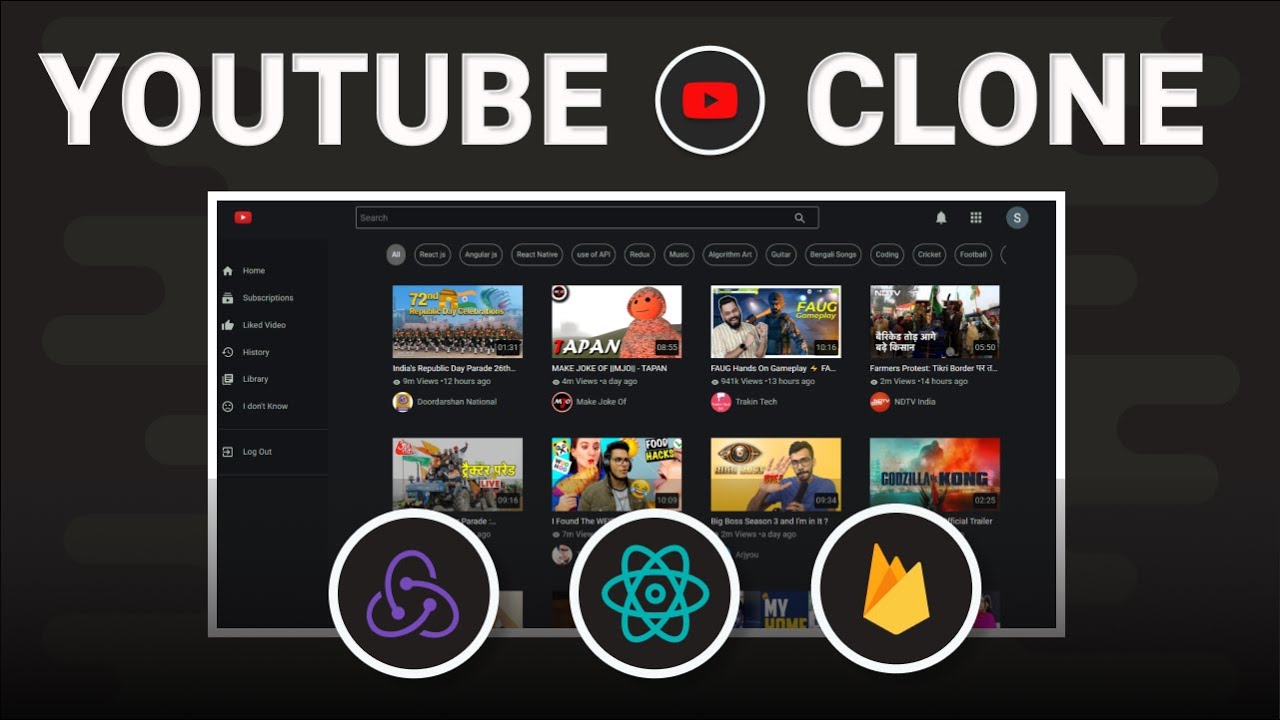 YOUTUBE CLONE
Search
S
All React js Angular js React Native use of API Redux Music Algorithm Art Guitar Bengali Songs Coding Cricket Football
Home
Subscriptions
Liked Video
History
Library
I don't Know
Log Out
72nd
Republic Day Celebrations
01:31
India's Republic Day Parade 26th...
9m Views • 12 hours ago
Doordarshan National
TAPAN
08:55
MAKE JOKE OF ||MJO|| - TAPAN
4m Views • a day ago
MJO Make Joke Of
FAUG
Gameplay
10:16
FAUG Hands On Gameplay ⚡ FA...
941k Views • 13 hours ago
Trakin Tech
NDTV
बैरिकेड तोड़ आगे
बढ़े किसान
05:50
Farmers Protest: Tikri Border पर त...
2m Views • 14 hours ago
NDTV India
ट्रैक्टर परेड
LIVE
09:16
Parade :...
ago
FOOD
HACKS
10:09
I Found The
7m
09:34
Big Boss Season 3 and I'm in It ?
2m Views • a day ago
Arjyou
GODZILLA KONG
02:25
Trailer
ago
MY
HOME